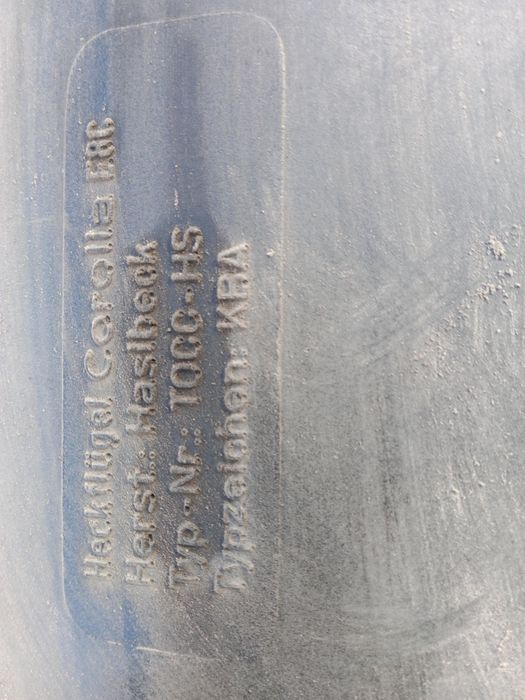 Heckflügel Corolla E8C
Herst.: Haslbeck
Typ-Nr.: TOCC-HS
Typzeichen: KBA